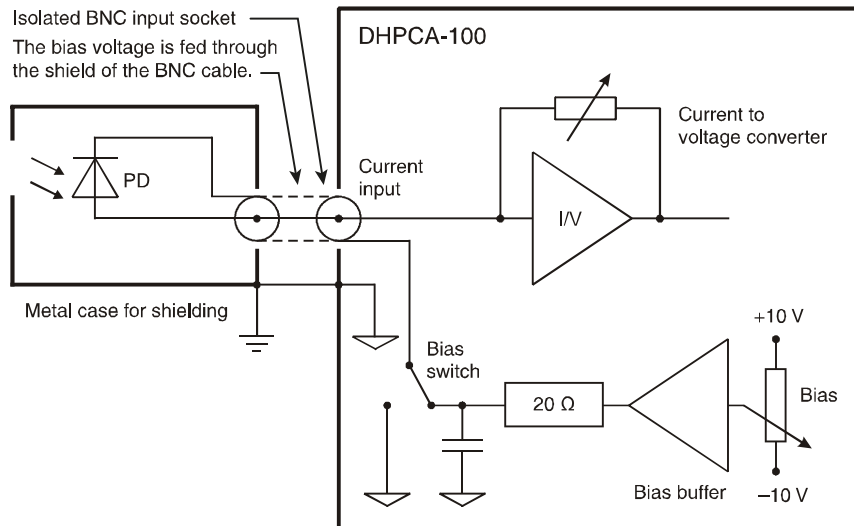 Isolated BNC input socket
The bias voltage is fed through
the shield of the BNC cable.
DHPCA-100
PD
Current
input
Current to
voltage converter
I/V
Metal case for shielding
Bias
switch
+10 V
20 Ω
Bias
Bias buffer
–10 V